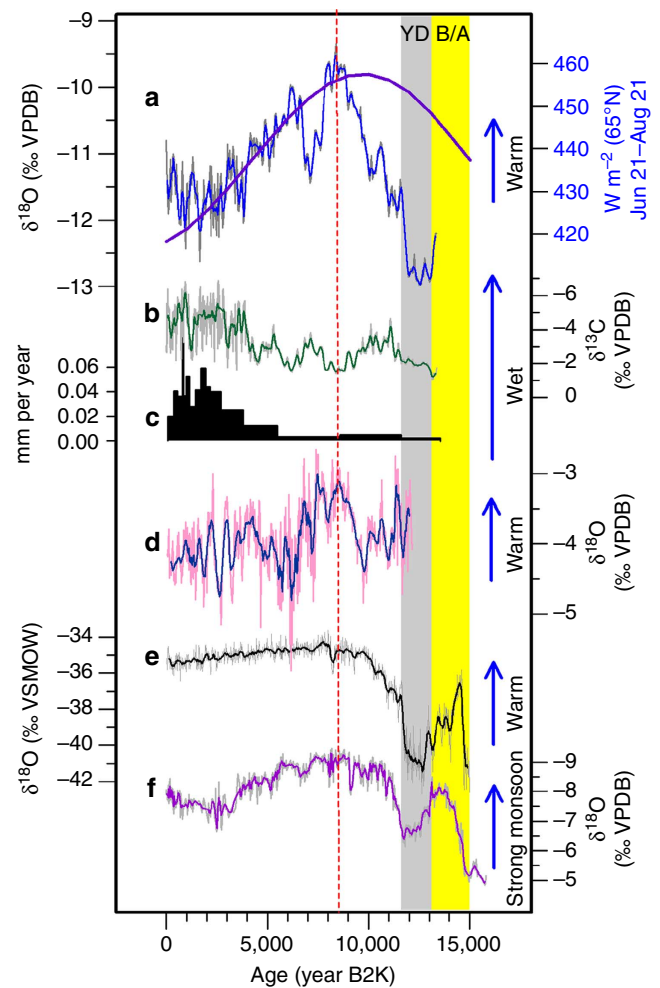 YD B/A
−9
−10
−11
−12
−13
δ¹⁸O (‰ VPDB)
a
460
450
440
430
420
W m⁻² (65°N)
Jun 21–Aug 21
Warm
b
−6
−4
−2
0
δ¹³C
(‰ VPDB)
Wet
0.06
0.04
0.02
0.00
mm per year
c
d
−3
−4
−5
δ¹⁸O
(‰ VPDB)
Warm
−34
−36
−38
−40
−42
δ¹⁸O (‰ VSMOW)
e
Warm
f
−9
−8
−7
−6
−5
δ¹⁸O
(‰ VPDB)
Strong monsoon
0 5,000 10,000 15,000
Age (year B2K)